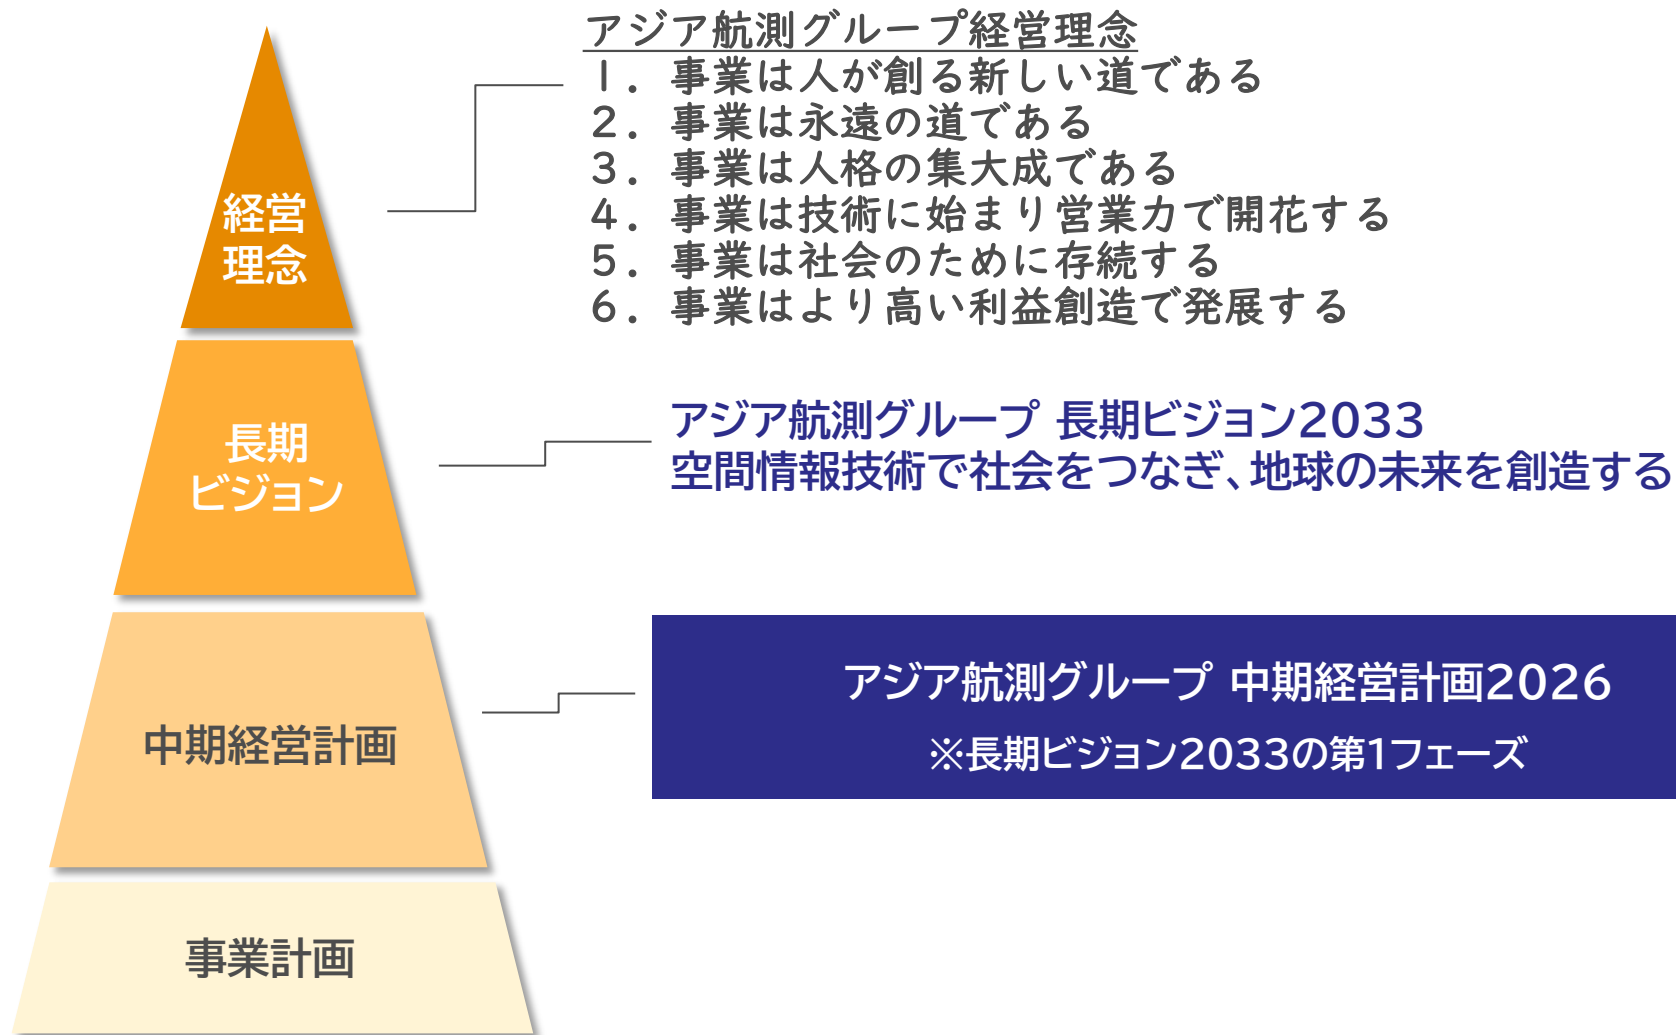 アジア航測グループ経営理念
1. 事業は人が創る新しい道である
2. 事業は永遠の道である
3. 事業は人格の集大成である
4. 事業は技術に始まり営業力で開花する
5. 事業は社会のために存続する
6. 事業はより高い利益創造で発展する
経営
理念
長期
ビジョン
アジア航測グループ 長期ビジョン2033
空間情報技術で社会をつなぎ、地球の未来を創造する
中期経営計画
アジア航測グループ 中期経営計画2026
※長期ビジョン2033の第1フェーズ
事業計画